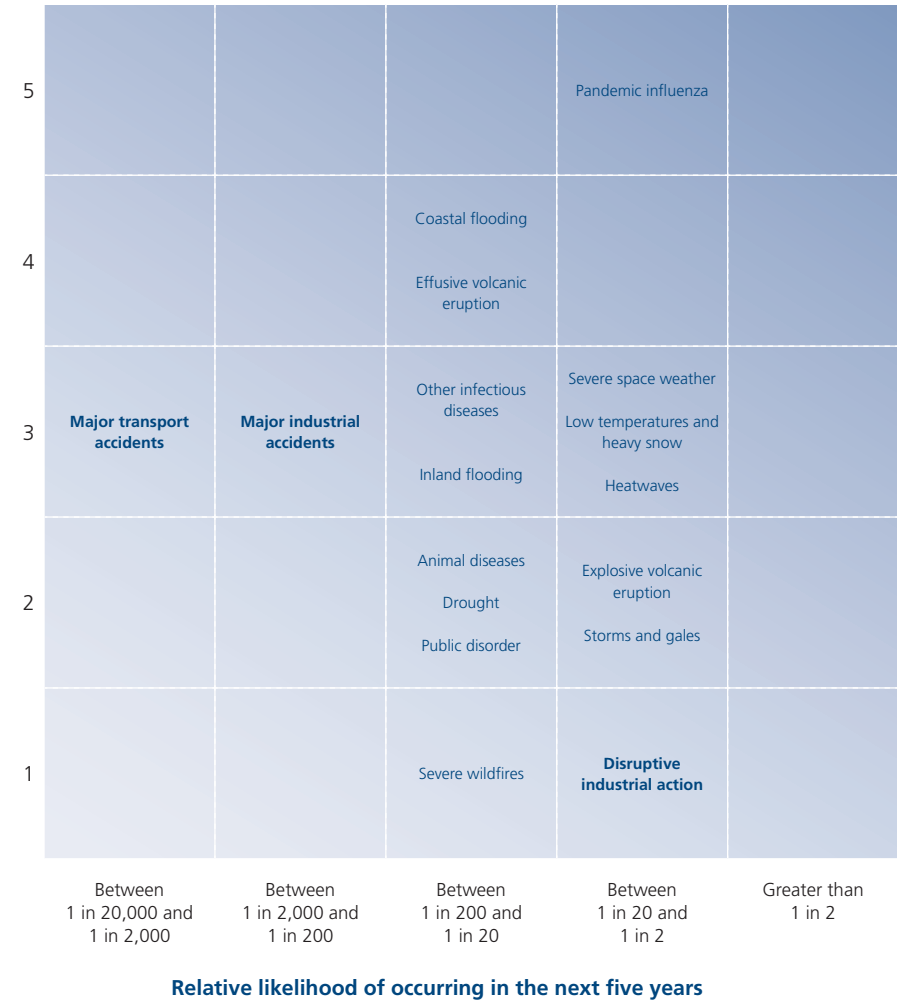 5
Pandemic influenza
4
Coastal flooding
Effusive volcanic
eruption
3
Major transport
accidents
Major industrial
accidents
Other infectious
diseases
Inland flooding
Severe space weather
Low temperatures and
heavy snow
Heatwaves
2
Animal diseases
Drought
Public disorder
Explosive volcanic
eruption
Storms and gales
1
Severe wildfires
Disruptive
industrial action
Between
1 in 20,000 and
1 in 2,000
Between
1 in 2,000 and
1 in 200
Between
1 in 200 and
1 in 20
Between
1 in 20 and
1 in 2
Greater than
1 in 2
Relative likelihood of occurring in the next five years